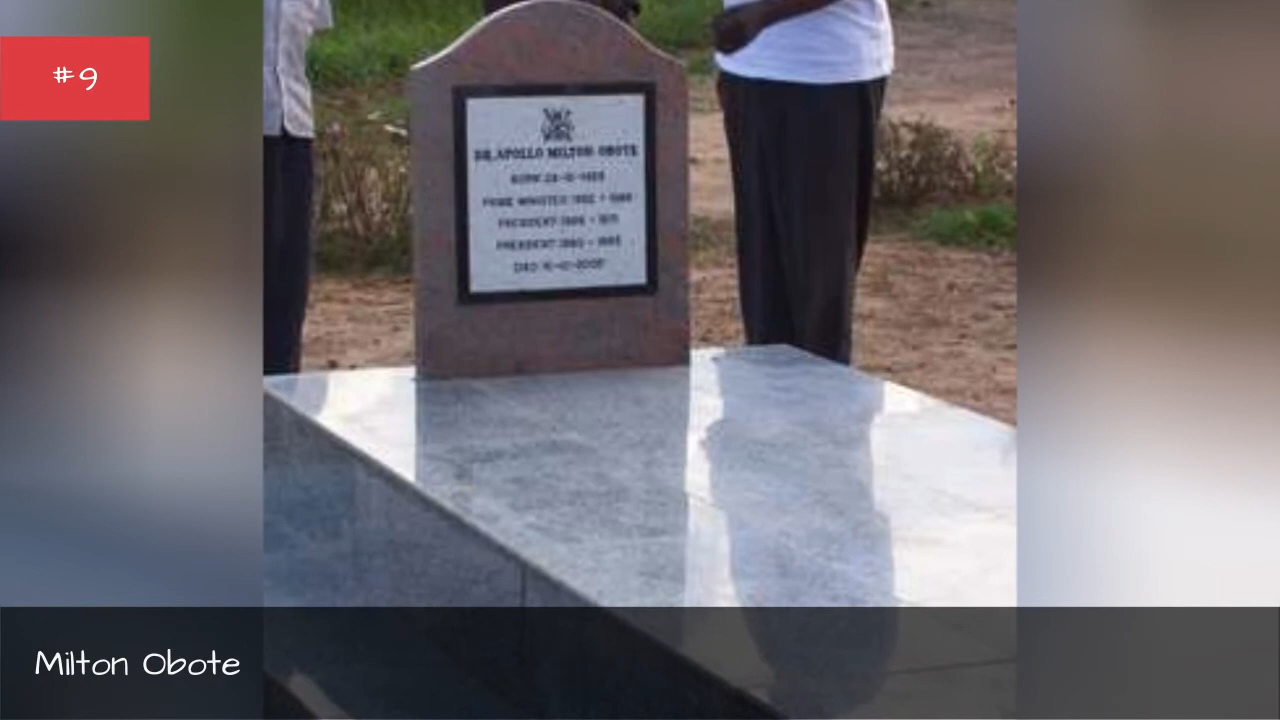 #9
DR. APOLLO MILTON OBOTE
BORN
PRIME MINISTER 1962 - 1966
PRESIDENT 1966 - 1971
PRESIDENT 1980 - 1985
DIED
Milton Obote